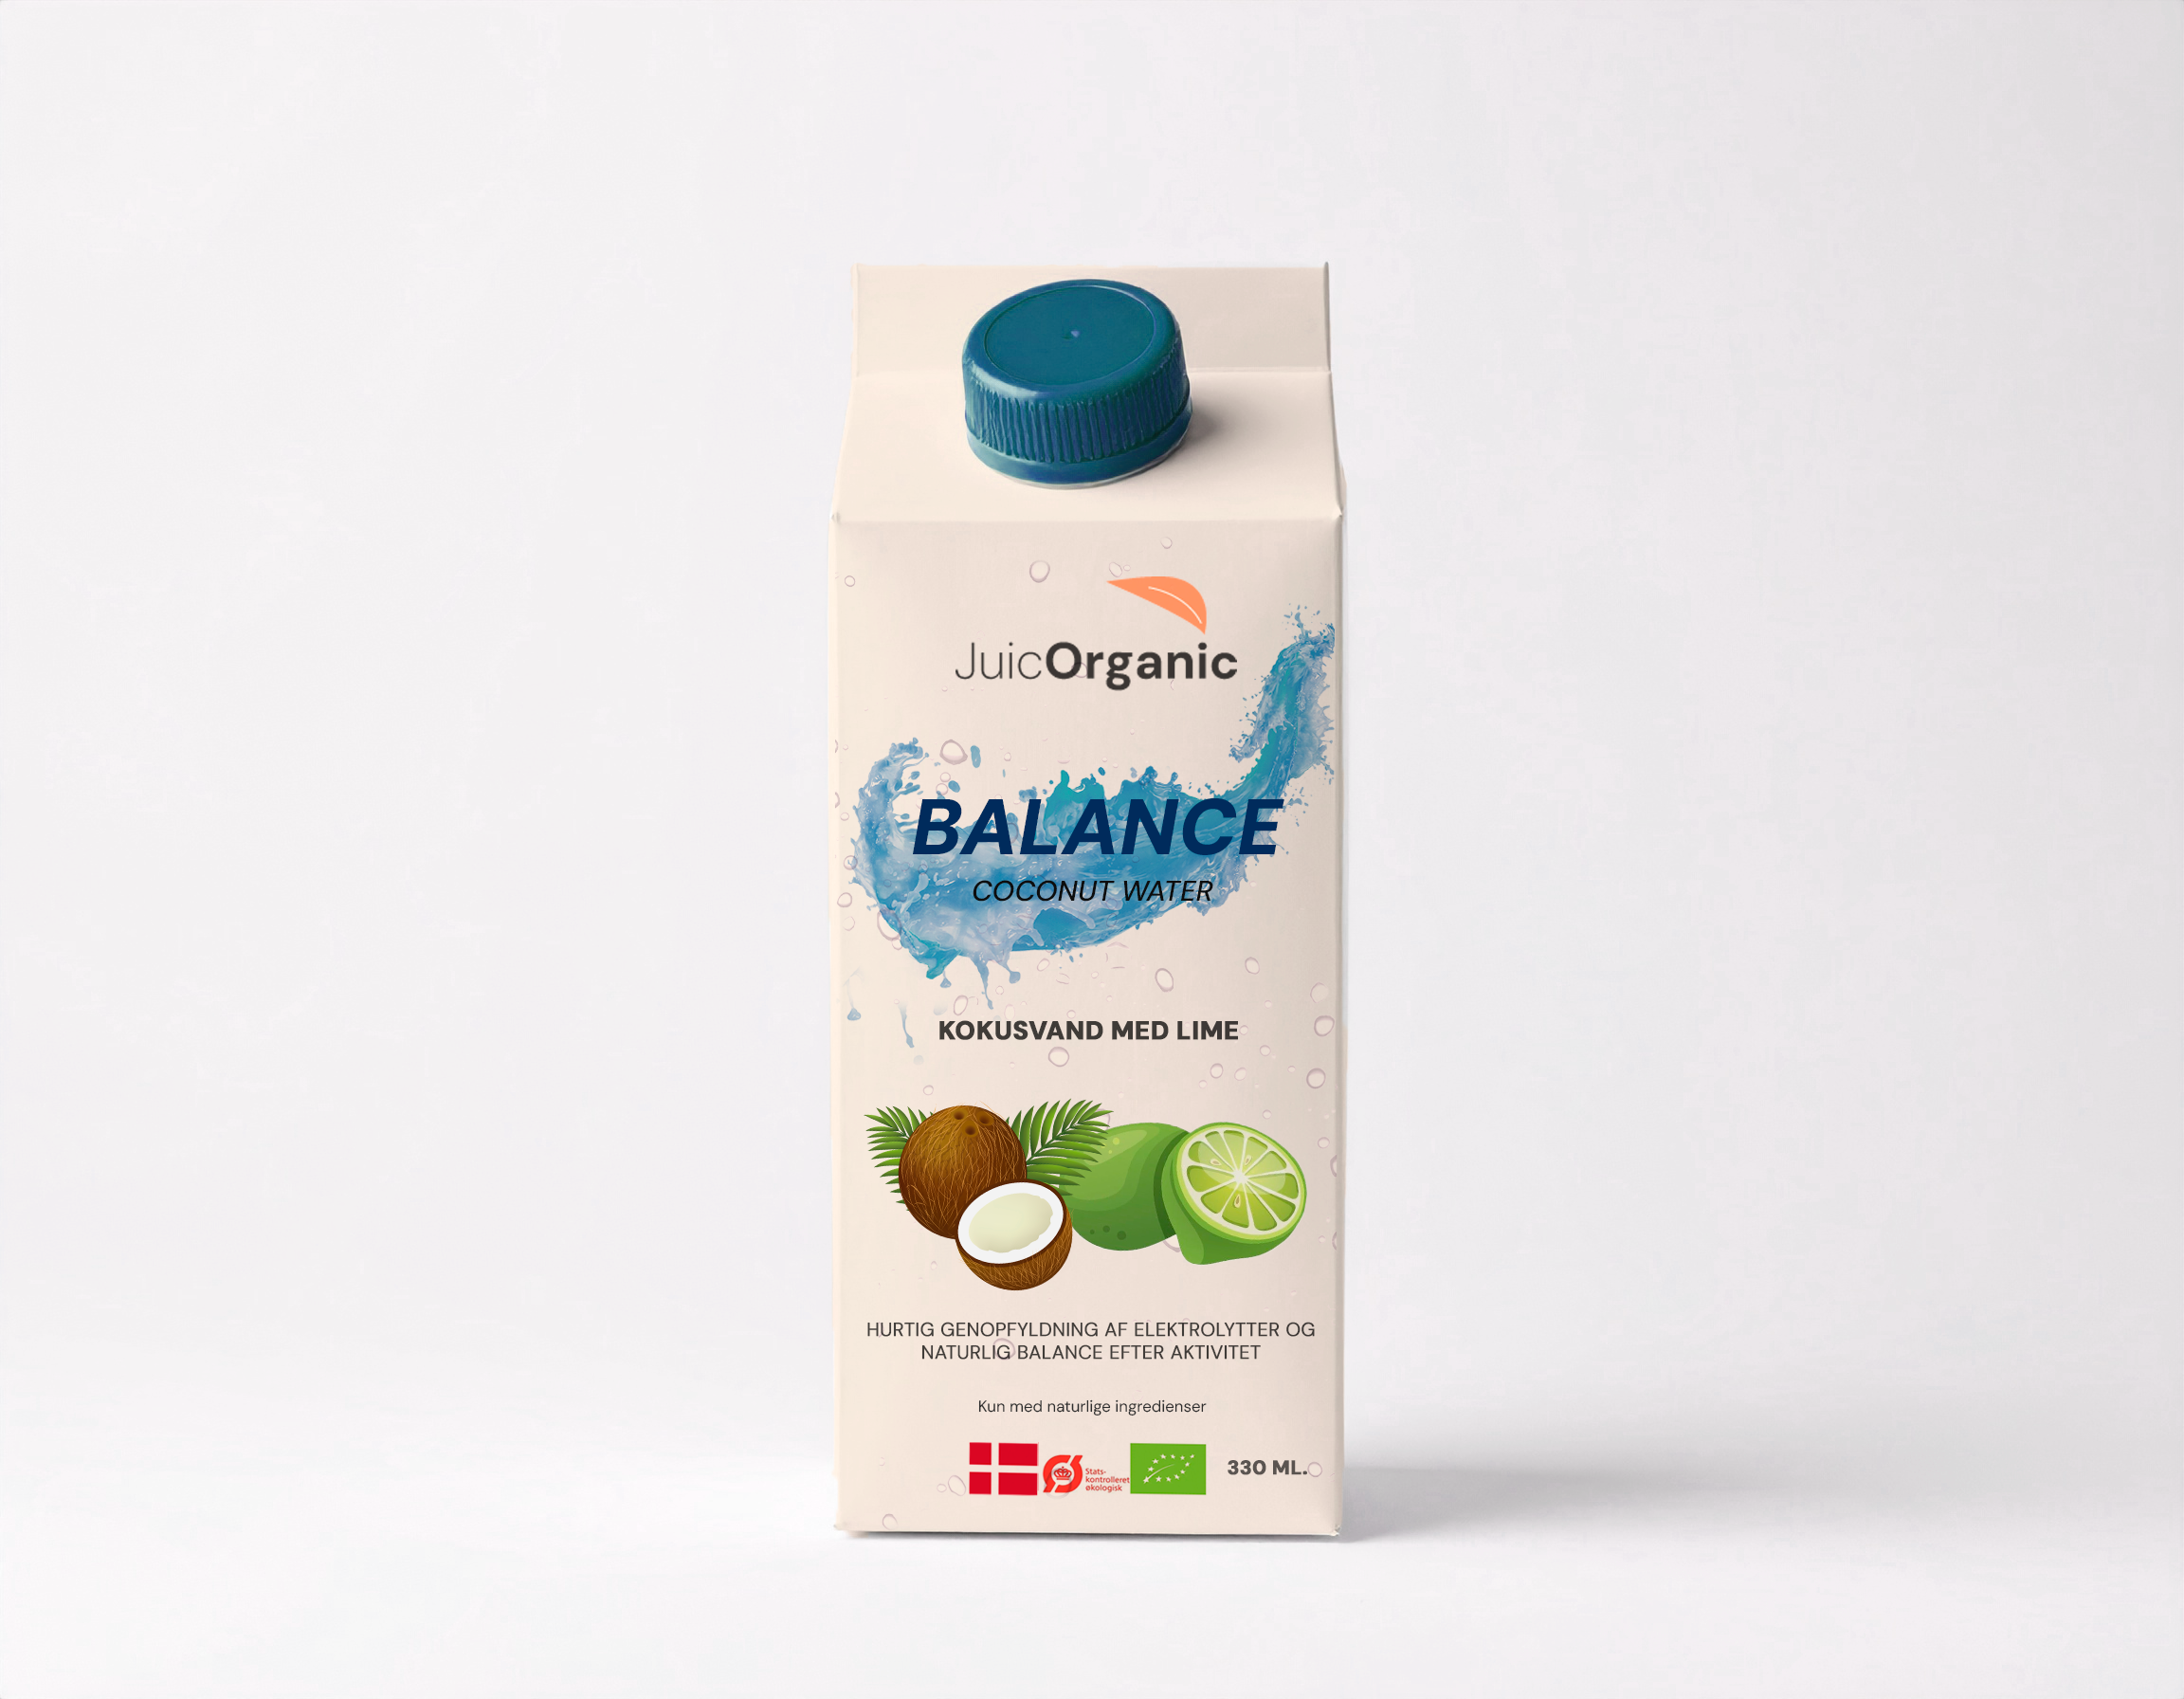 JuicOrganic
BALANCE
COCONUT WATER
KOKUSVAND MED LIME
HURTIG GENOPFYLDNING AF ELEKTROLYTTER OG
NATURLIG BALANCE EFTER AKTIVITET
Kun med naturlige ingredienser
Stats-
kontrolleret
økologisk
330 ML.